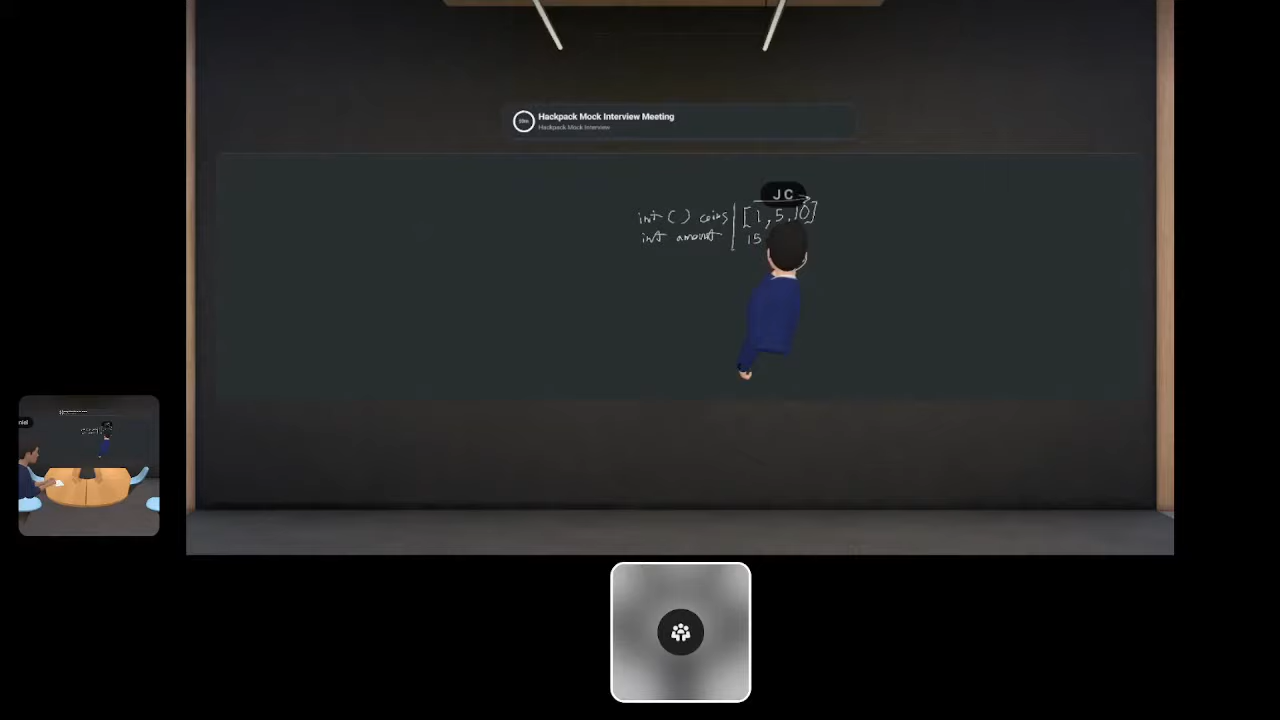 Hackpack Mock Interview Meeting
Hackpack Mock Interview
JC
int ( ) coins | [1, 5, 10]
int amount | 15